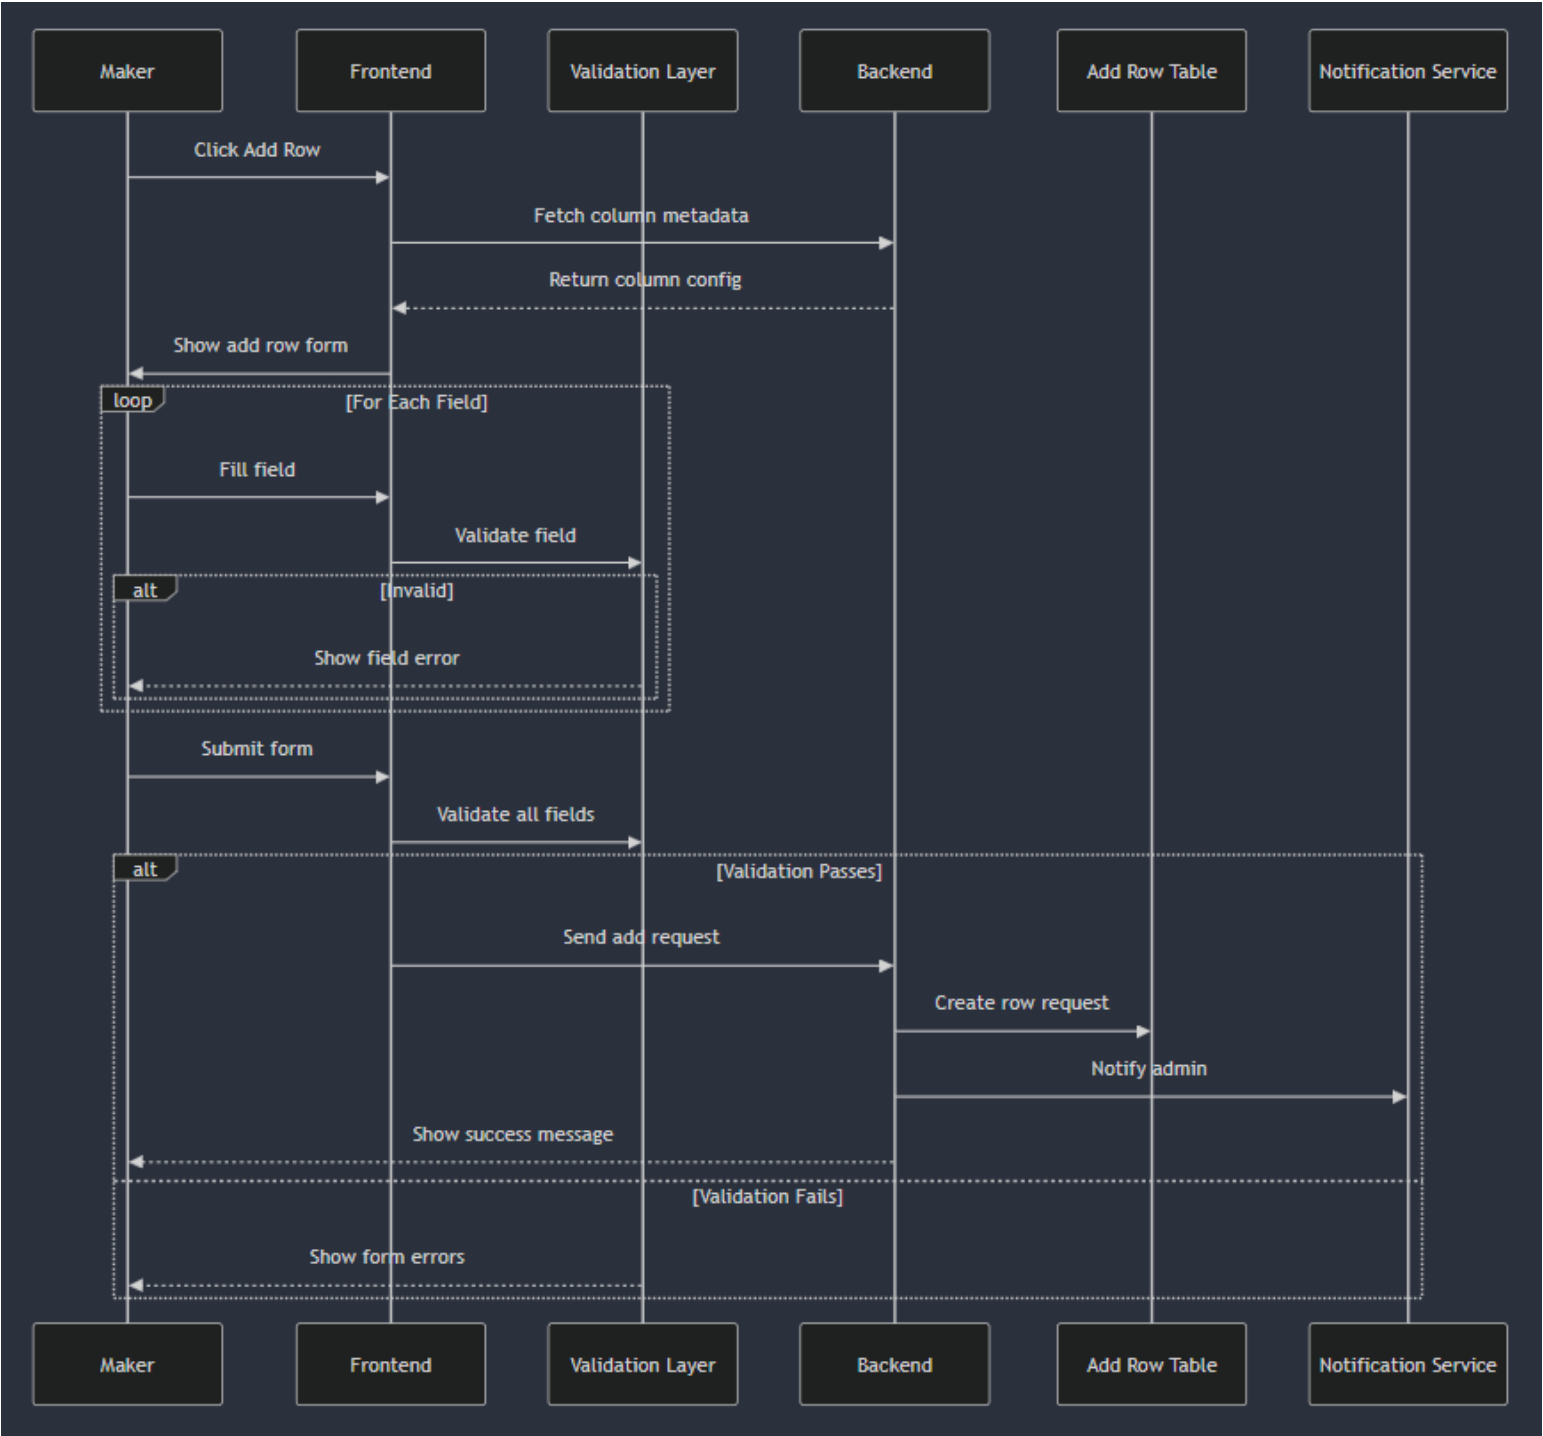 Maker
Frontend
Validation Layer
Backend
Add Row Table
Notification Service
Click Add Row
Fetch column metadata
Return column config
Show add row form
loop
[For Each Field]
Fill field
Validate field
alt
[Invalid]
Show field error
Submit form
Validate all fields
alt
[Validation Passes]
Send add request
Create row request
Notify admin
Show success message
[Validation Fails]
Show form errors
Maker
Frontend
Validation Layer
Backend
Add Row Table
Notification Service